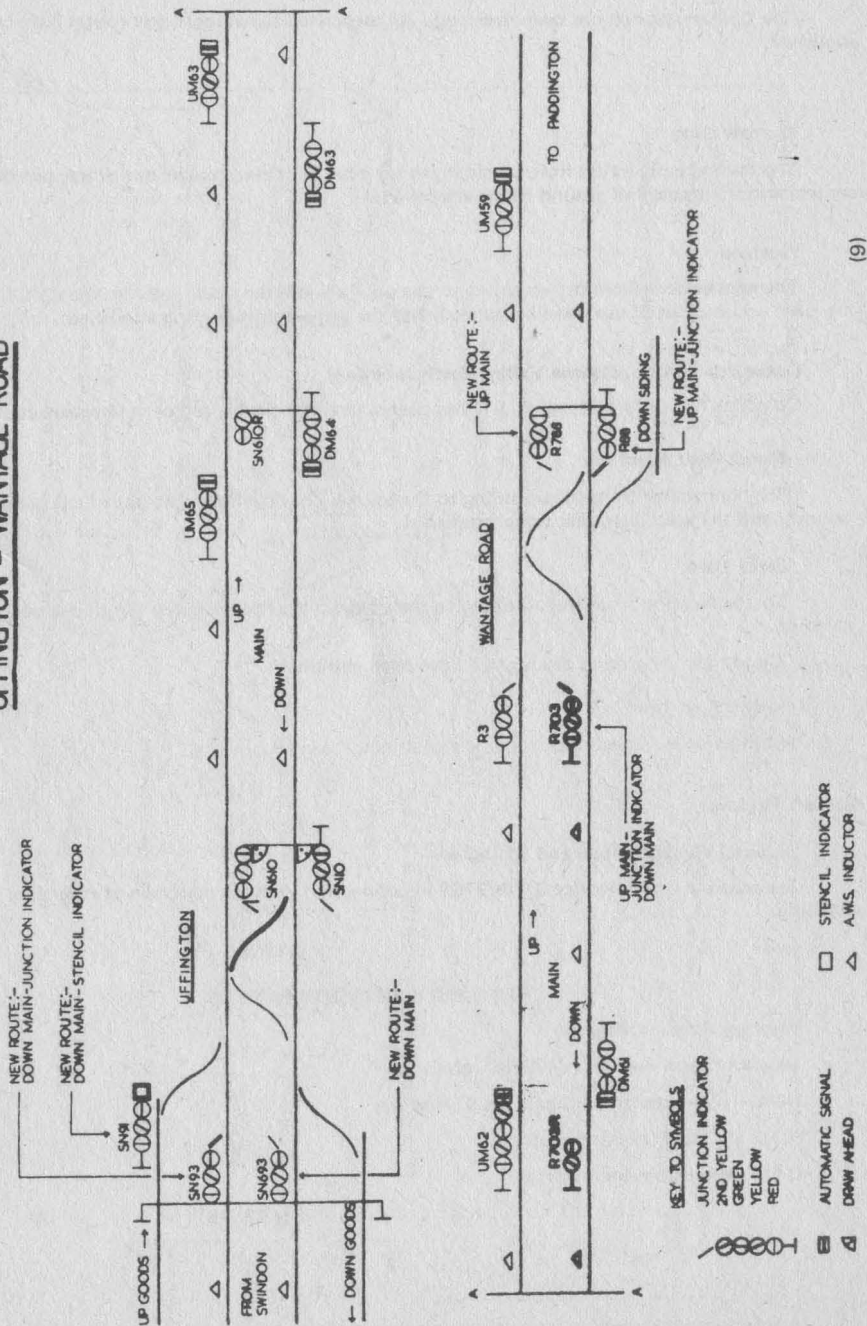 UFFINGTON - WANTAGE ROAD
NEW ROUTE:-
DOWN MAIN-JUNCTION INDICATOR
NEW ROUTE:-
DOWN MAIN-STENCIL INDICATOR
SN91
UP GOODS →
SN93
FROM
SWINDON
SN693
← DOWN GOODS
NEW ROUTE:-
DOWN MAIN
UFFINGTON
SN610
SN10
UP →
MAIN
← DOWN
UM65
SN610R
DM64
UM63
DM63
A
A
A
A
UM62
R703R
DM61
UP →
MAIN
← DOWN
R3
R703
UP MAIN-
JUNCTION INDICATOR
DOWN MAIN
WANTAGE ROAD
NEW ROUTE:-
UP MAIN
R788
R88
DOWN SIDING
NEW ROUTE:-
UP MAIN-JUNCTION INDICATOR
UM59
TO PADDINGTON
KEY TO SYMBOLS
JUNCTION INDICATOR
2ND YELLOW
GREEN
YELLOW
RED
AUTOMATIC SIGNAL
STENCIL INDICATOR
DRAW AHEAD
A.W.S. INDUCTOR
(9)